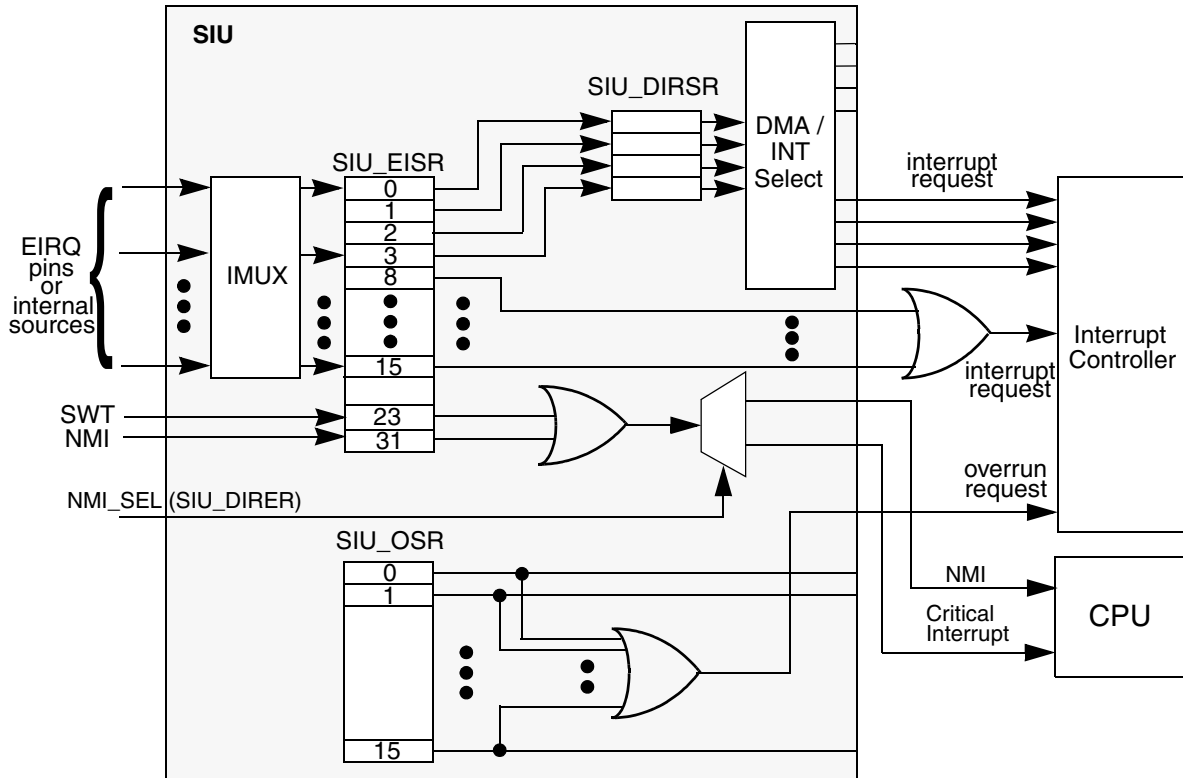 SIU
SIU_DIRSR
DMA /
INT
Select
SIU_EISR
0
1
2
3
8
15
23
31
interrupt
request
EIRQ
pins
or
internal
sources
IMUX
Interrupt
Controller
interrupt
request
SWT
NMI
NMI_SEL (SIU_DIRER)
overrun
request
SIU_OSR
0
1
15
NMI
Critical
Interrupt
CPU